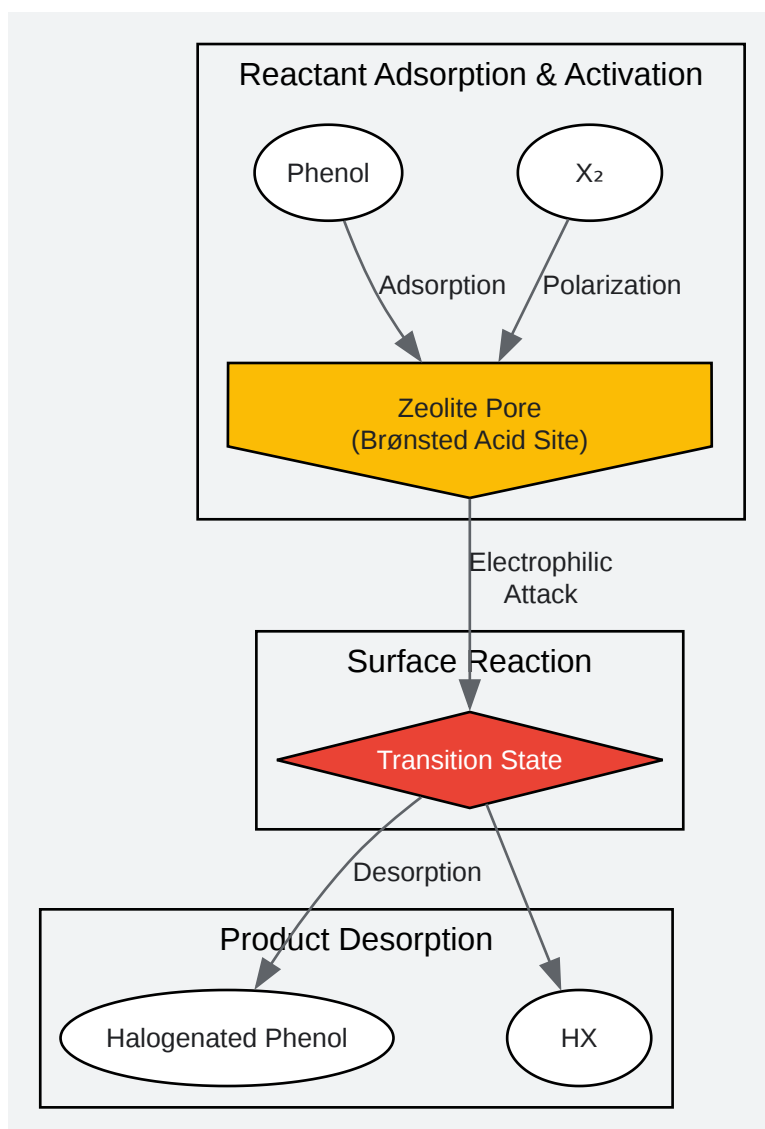 Reactant Adsorption & Activation
Phenol
X₂
Adsorption
Polarization
Zeolite Pore
(Brønsted Acid Site)
Electrophilic
Attack
Surface Reaction
Transition State
Desorption
Product Desorption
Halogenated Phenol
HX